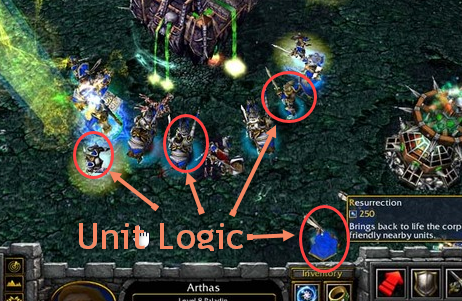 Resurrection
250
Brings back to life the corp
friendly nearby units.
Unit Logic
Inventory
Arthas
Level 8 Paladin